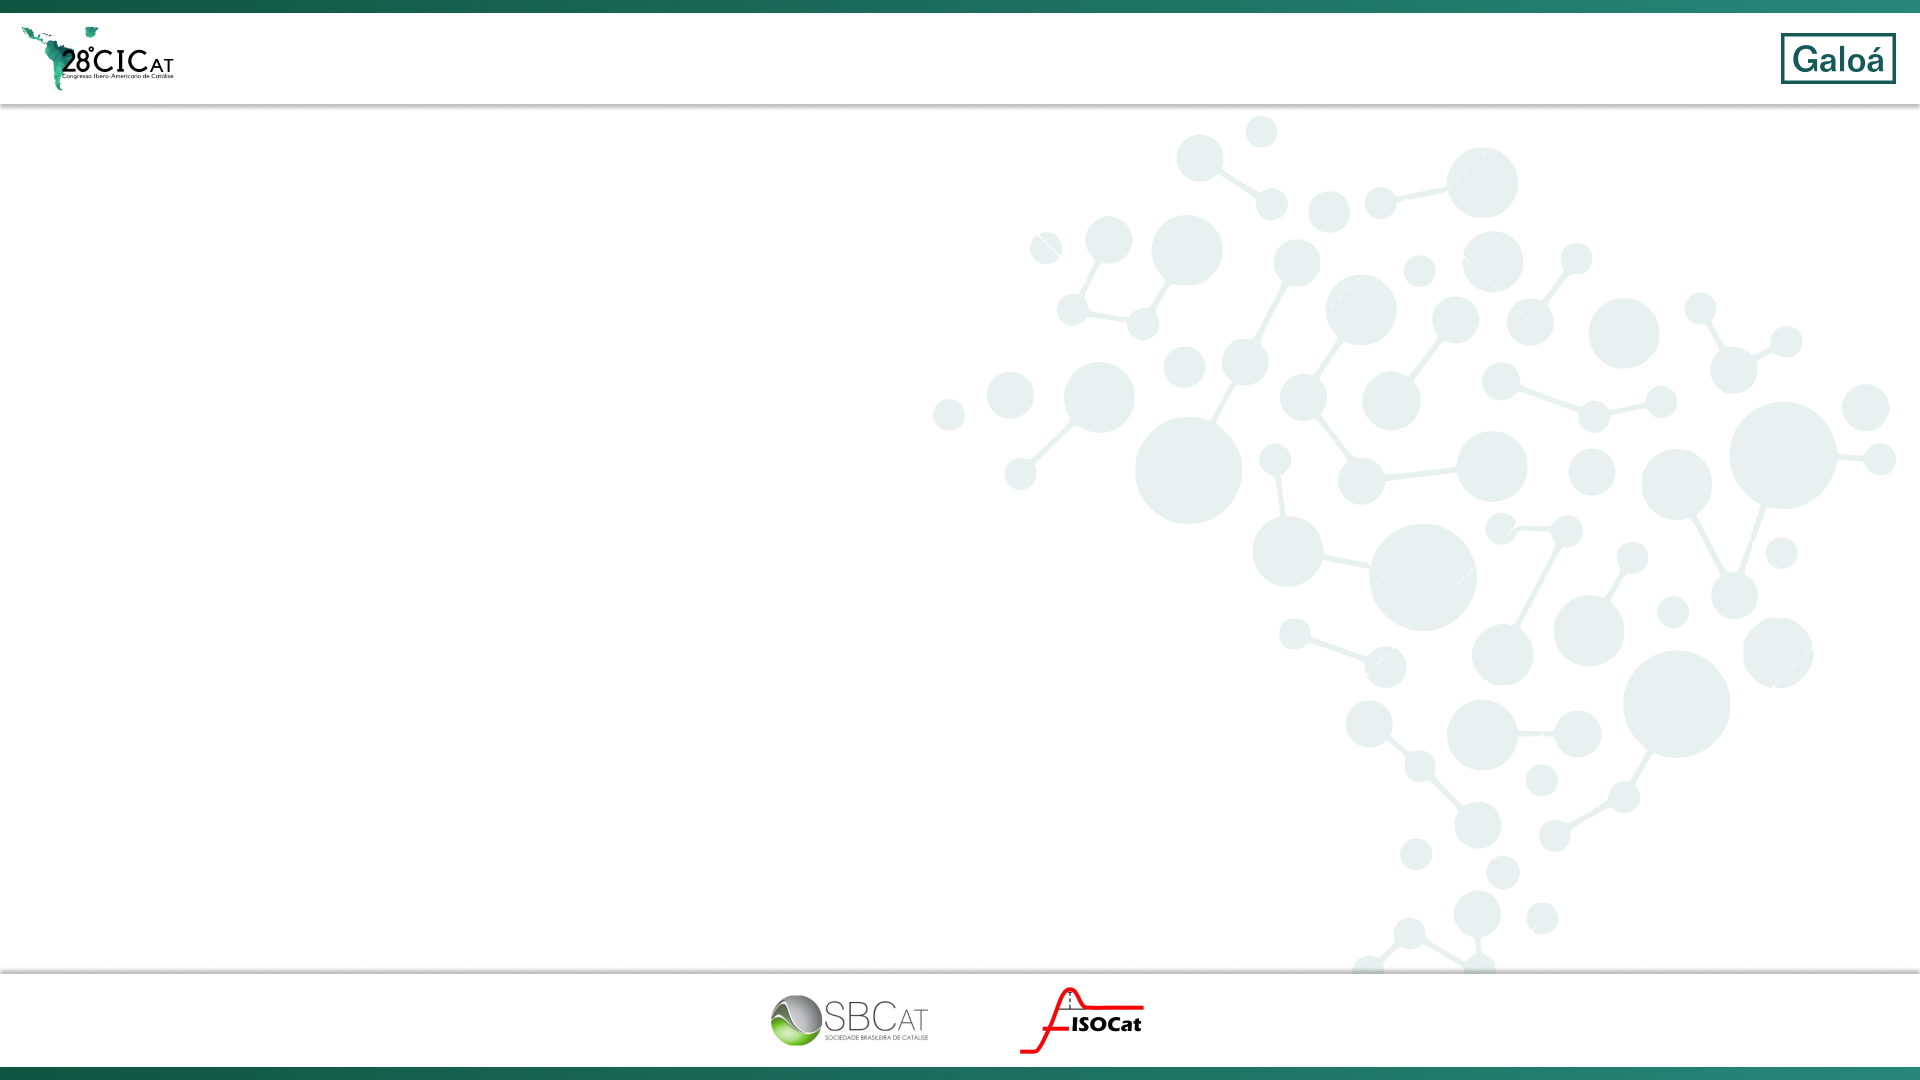 28°CICAT
Congresso Ibero-Americano de Catálise
Galoá
SBCAT
SOCIEDADE BRASILEIRA DE CATÁLISE
ISOCat